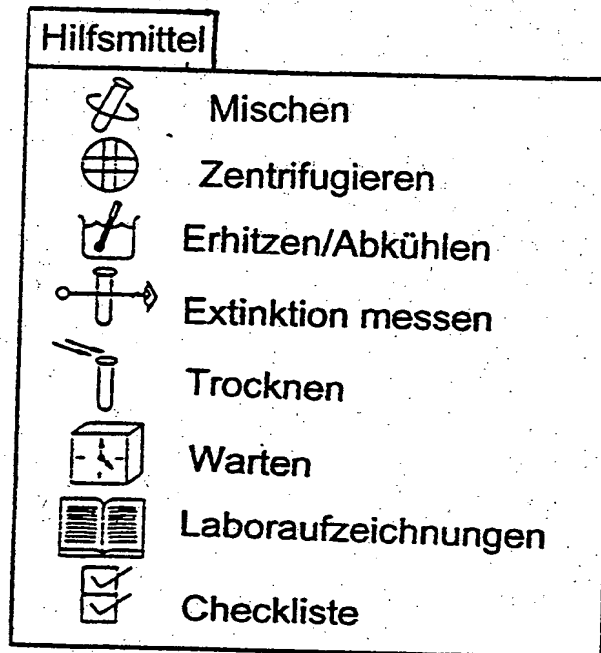 Hilfsmittel
Mischen
Zentrifugieren
Erhitzen/Abkühlen
Extinktion messen
Trocknen
Warten
Laboraufzeichnungen
Checkliste